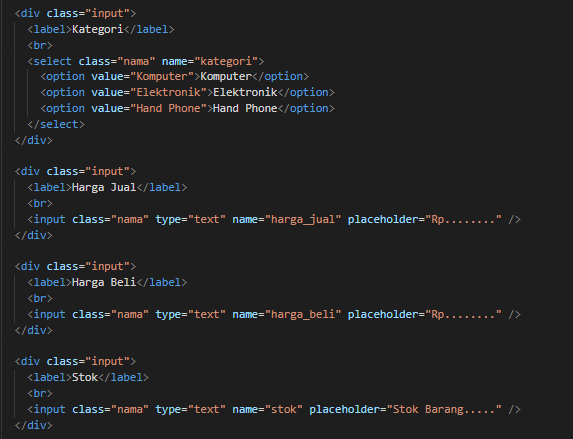 <div class="input">
<label>Kategori</label>
<br>
<select class="nama" name="kategori">
<option value="Komputer">Komputer</option>
<option value="Elektronik">Elektronik</option>
<option value="Hand Phone">Hand Phone</option>
</select>
</div>
<div class="input">
<label>Harga Jual</label>
<br>
<input class="nama" type="text" name="harga_jual" placeholder="Rp........" />
</div>
<div class="input">
<label>Harga Beli</label>
<br>
<input class="nama" type="text" name="harga_beli" placeholder="Rp........" />
</div>
<div class="input">
<label>Stok</label>
<br>
<input class="nama" type="text" name="stok" placeholder="Stok Barang....." />
</div>